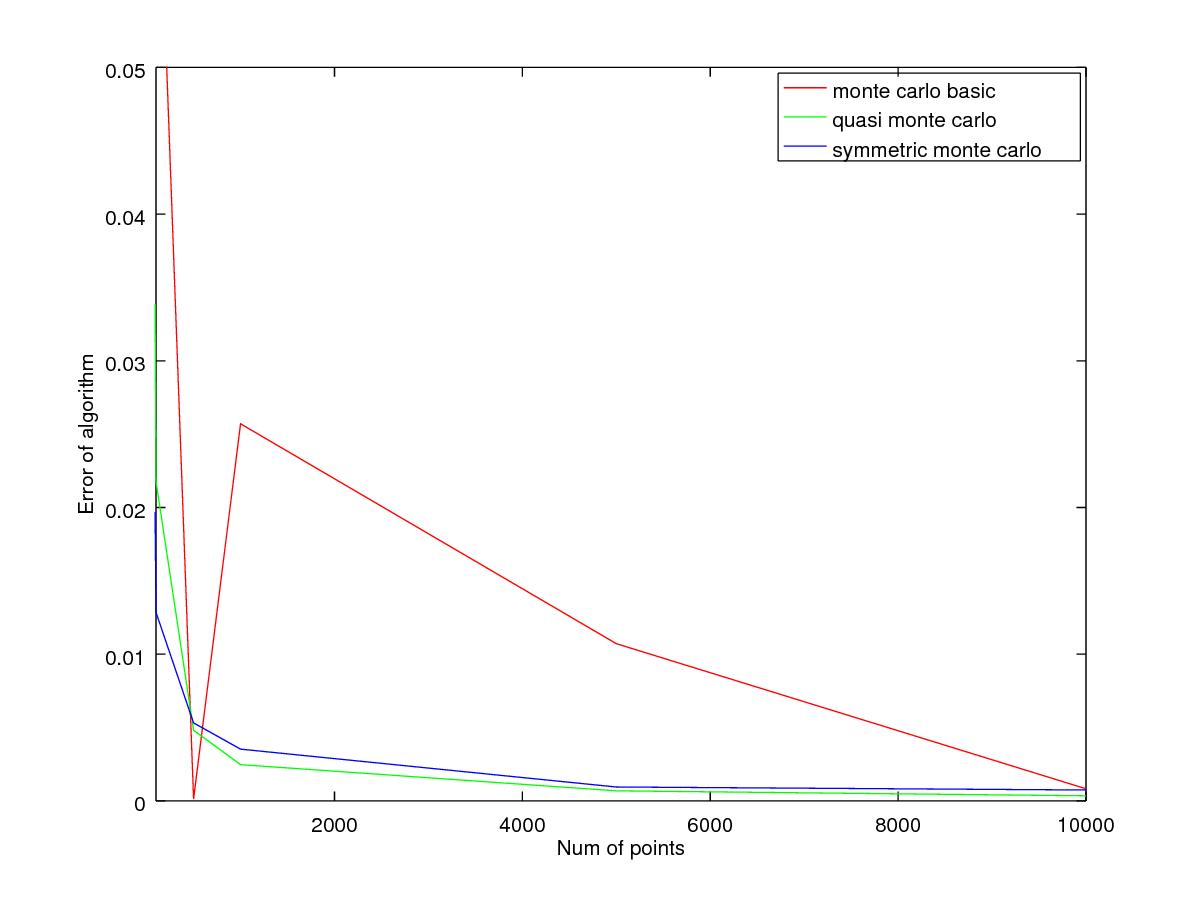 0.05
0.04
0.03
0.02
0.01
0
Error of algorithm
monte carlo basic
quasi monte carlo
symmetric monte carlo
2000 4000 6000 8000 10000
Num of points